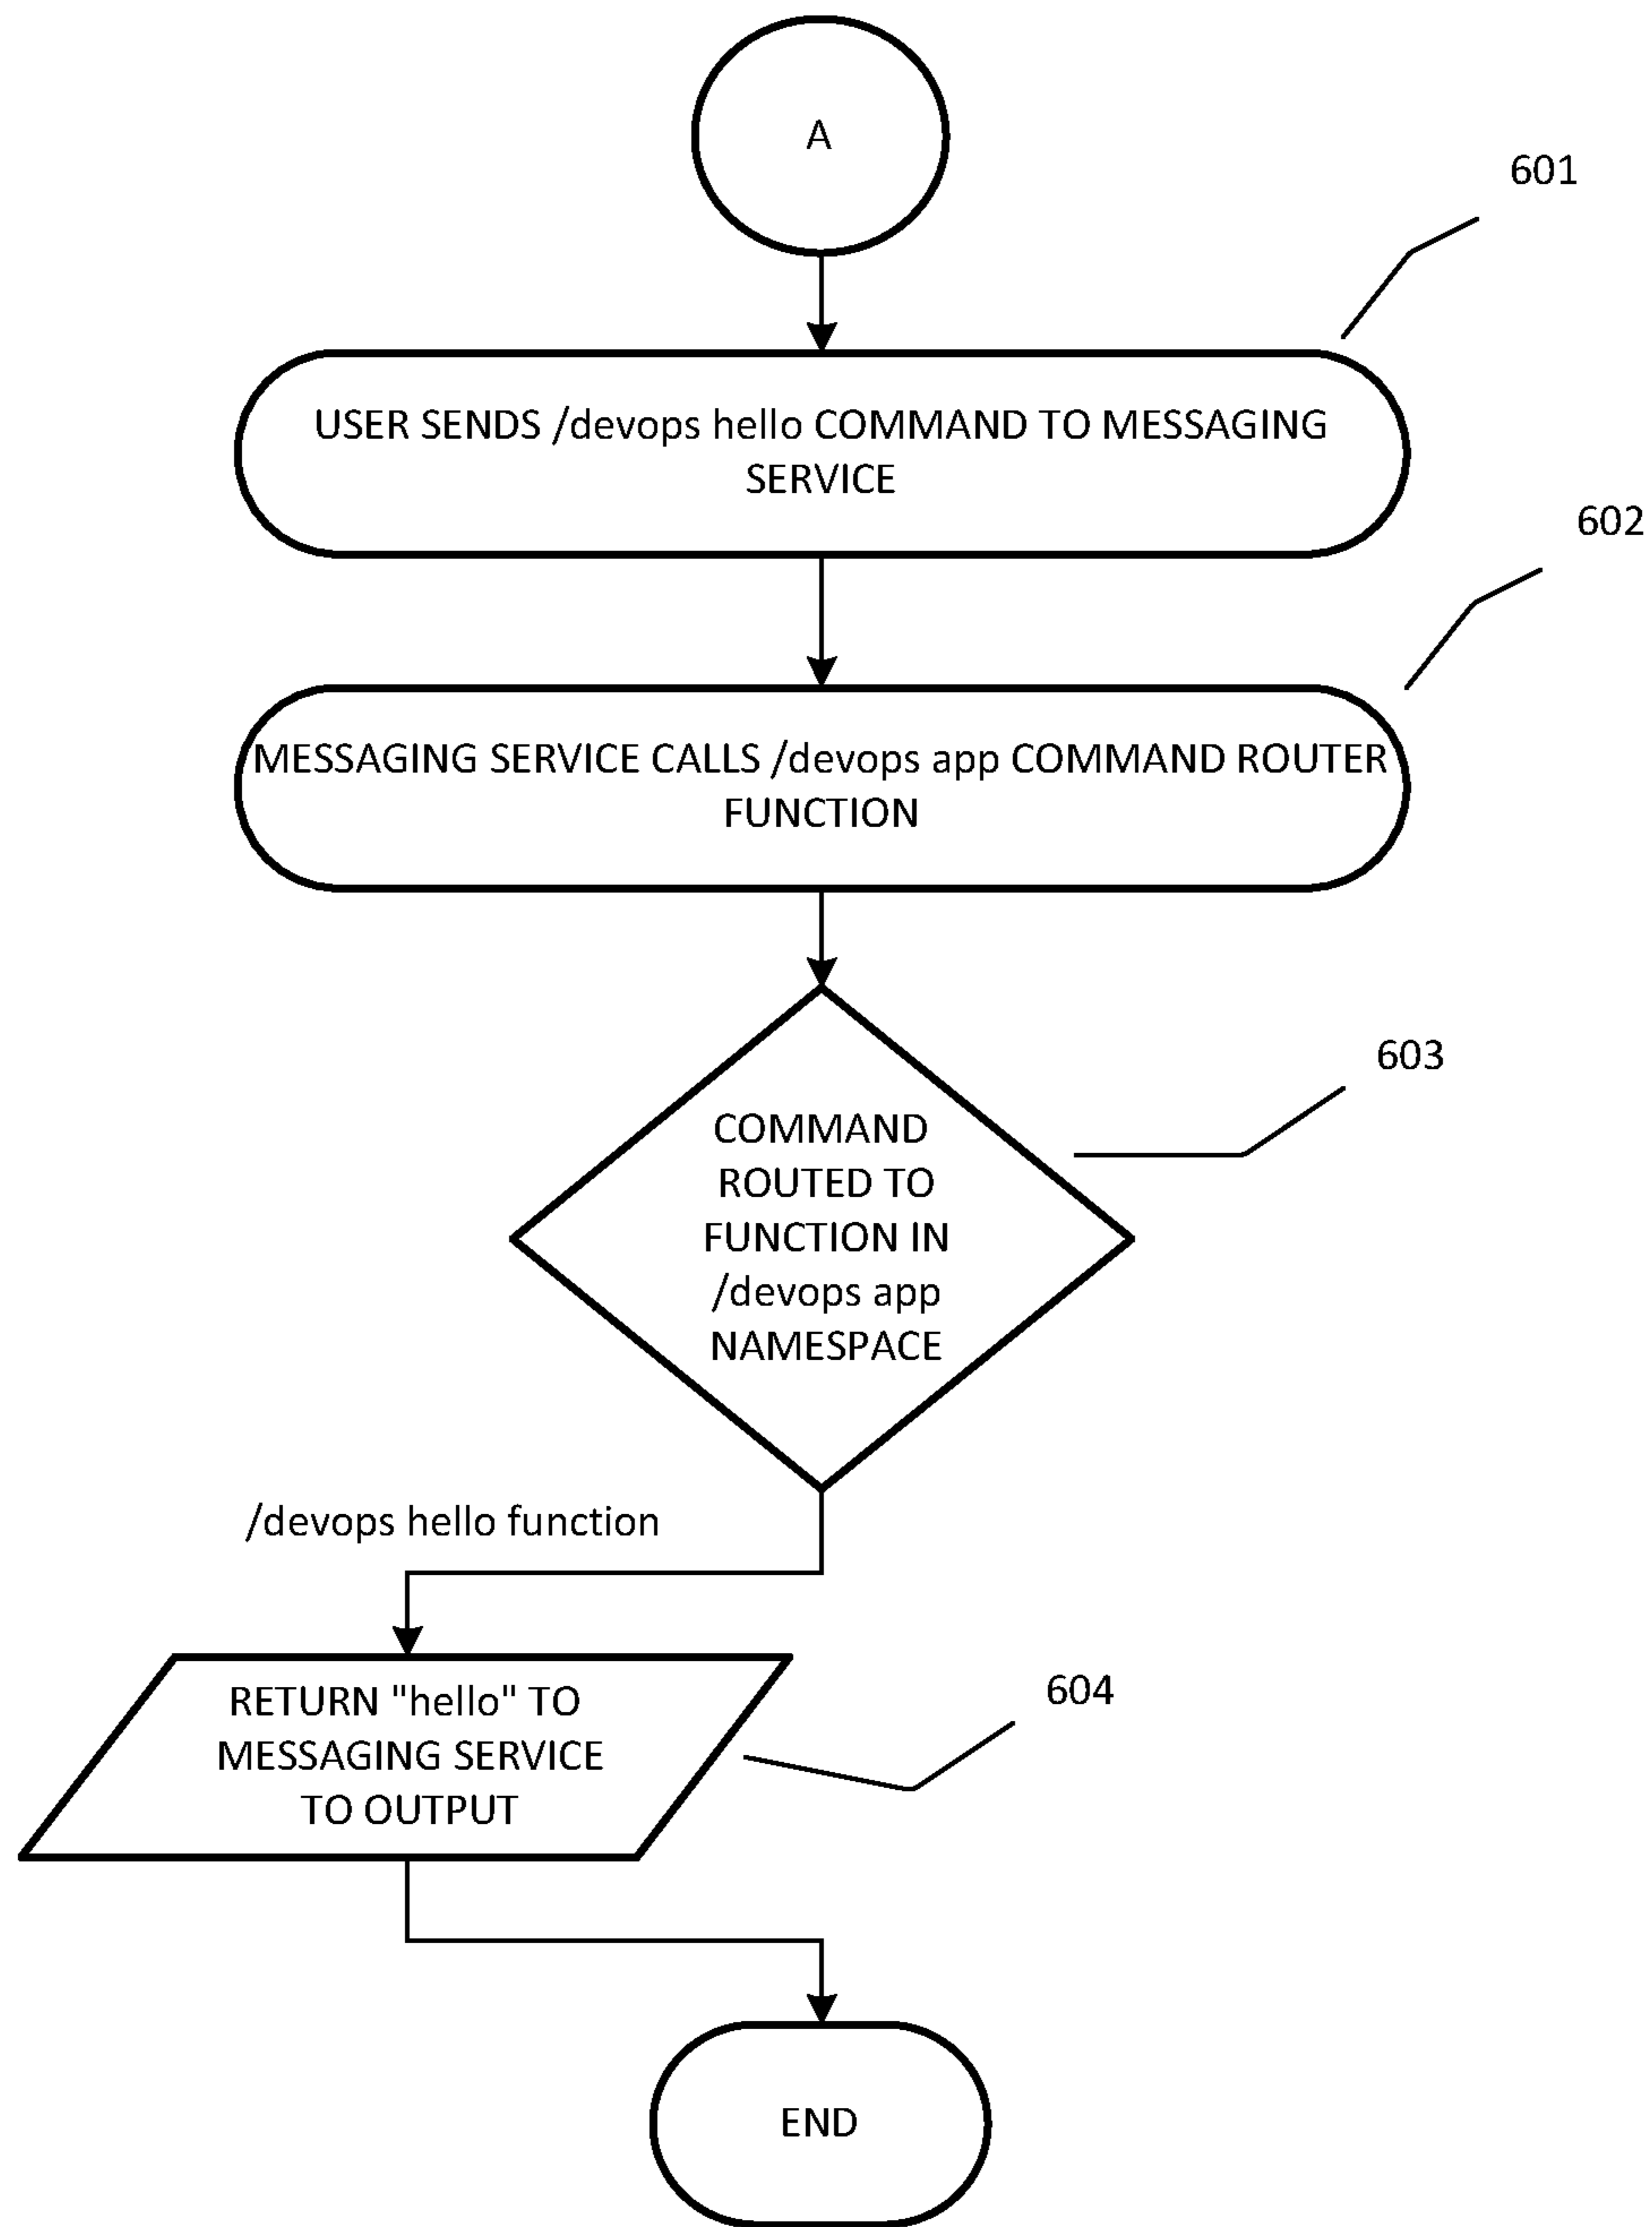 A
601
USER SENDS /devops hello COMMAND TO MESSAGING
SERVICE
602
MESSAGING SERVICE CALLS /devops app COMMAND ROUTER
FUNCTION
603
COMMAND
ROUTED TO
FUNCTION IN
/devops app
NAMESPACE
/devops hello function
RETURN "hello" TO
MESSAGING SERVICE
TO OUTPUT
604
END